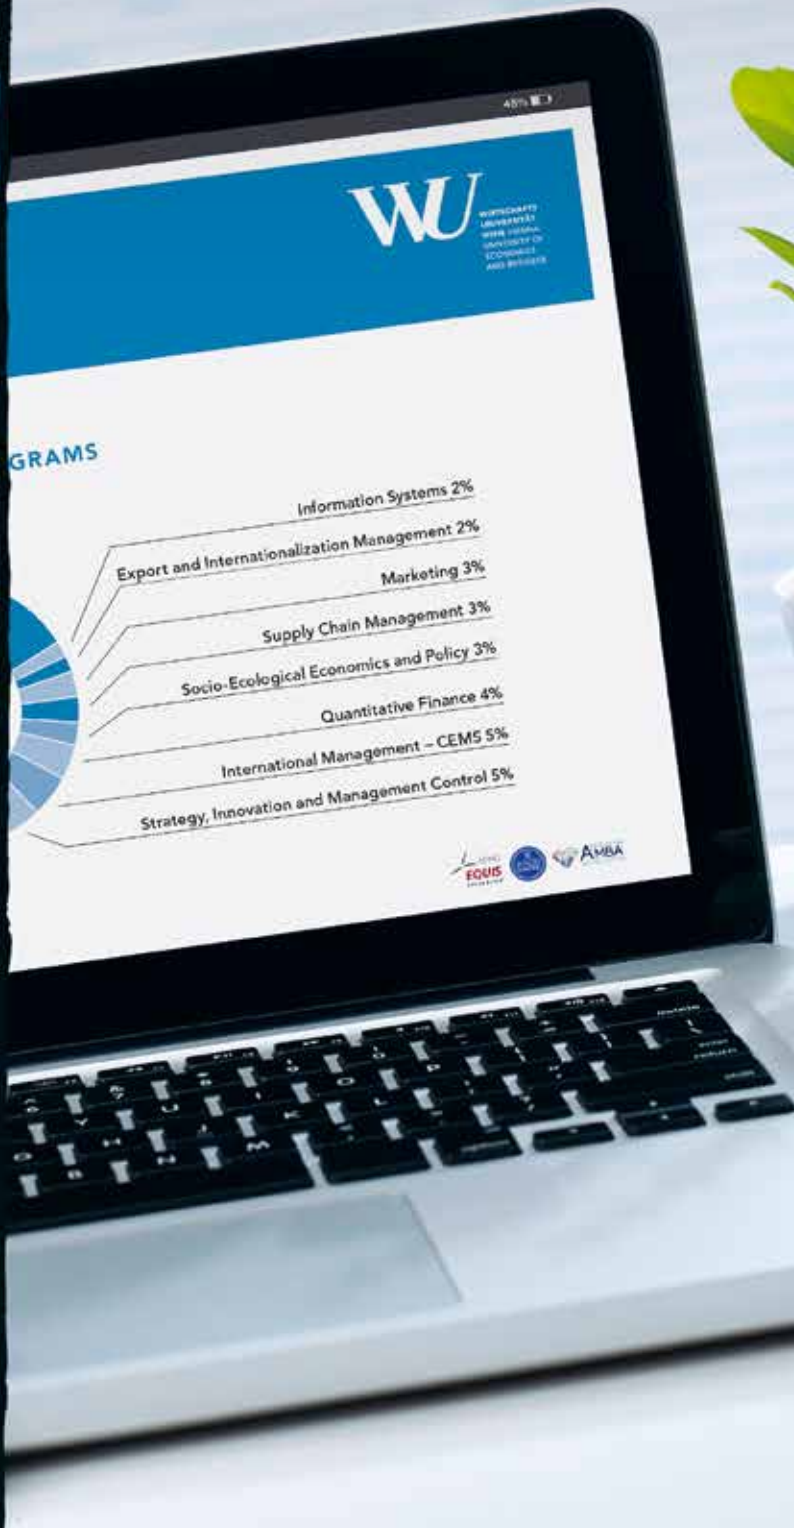 48%
WU
WIRTSCHAFTS
UNIVERSITÄT
WIEN VIENNA
UNIVERSITY OF
ECONOMICS
AND BUSINESS
GRAMS
Information Systems 2%
Export and Internationalization Management 2%
Marketing 3%
Supply Chain Management 3%
Socio-Ecological Economics and Policy 3%
Quantitative Finance 4%
International Management – CEMS 5%
Strategy, Innovation and Management Control 5%
EQUIS
AMBA
Y
U
I
O
P
H
J
K
L
B
N
M
return